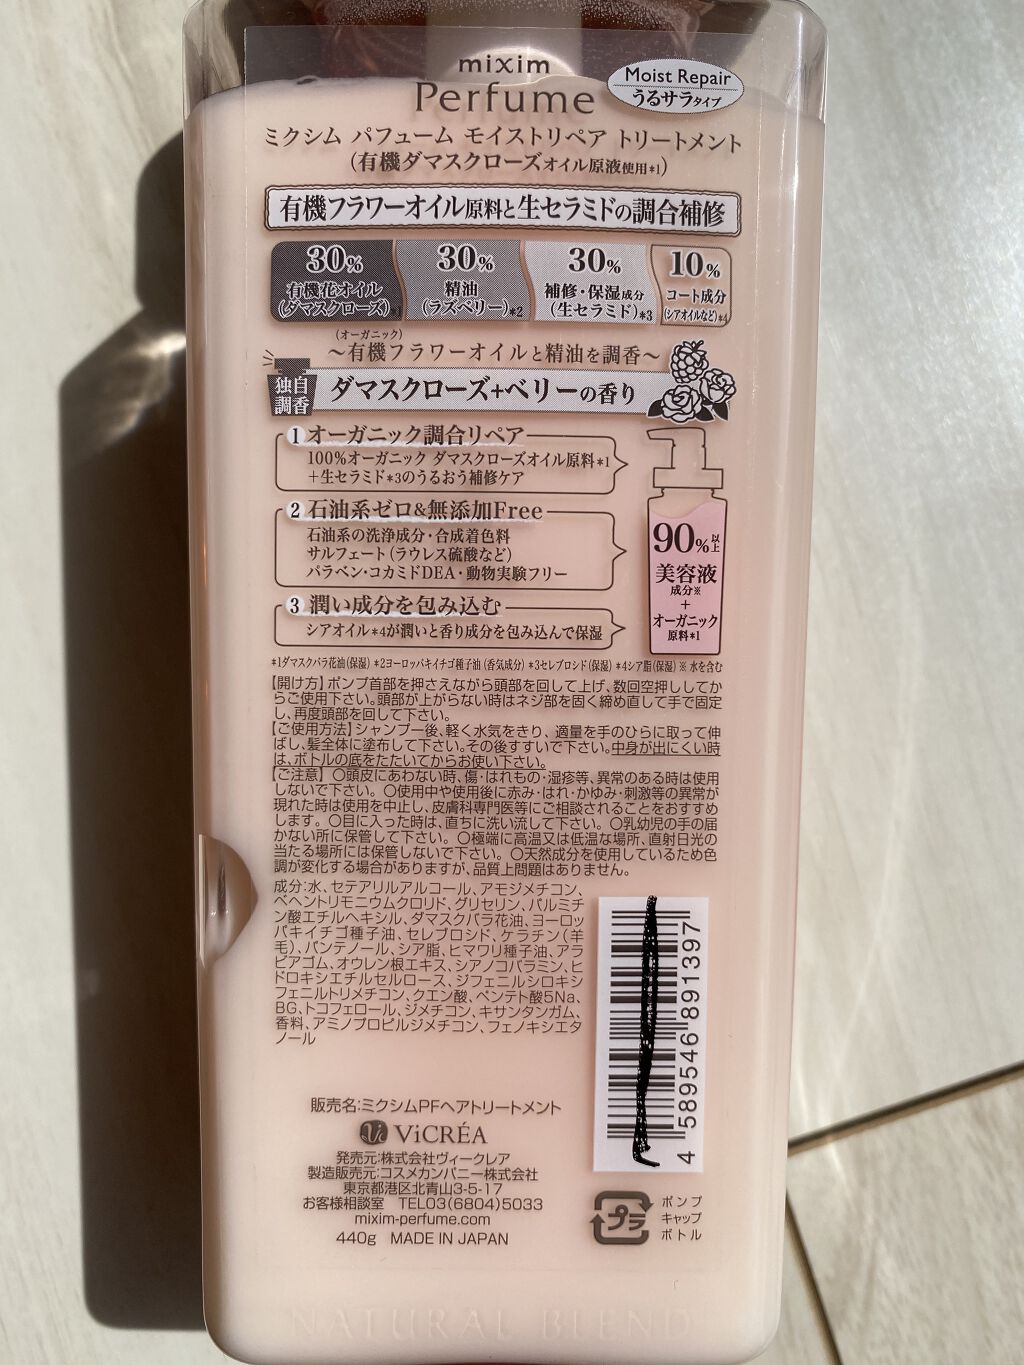 mixim
Perfume
Moist Repair
うるサラタイプ
ミクシム パフューム モイストリペア トリートメント
(有機ダマスクローズオイル原液使用*1)
有機フラワーオイル原料と生セラミドの調合補修
30%
有機花オイル
(ダマスクローズ)*1
30%
精油
(ラズベリー)*2
30%
補修・保湿成分
(生セラミド)*3
10%
コート成分
(シアオイルなど)*4
(オーガニック)
～有機フラワーオイルと精油を調香～
独自
調香
ダマスクローズ+ベリーの香り
1 オーガニック調合リペア
100%オーガニック ダマスクローズオイル原料*1
+生セラミド*3のうるおう補修ケア
2 石油系ゼロ&無添加Free
石油系の洗浄成分・合成着色料
サルフェート(ラウレス硫酸など)
パラベン・コカミドDEA・動物実験フリー
3 潤い成分を包み込む
シアオイル*4が潤いと香り成分を包み込んで保湿
90%以上
美容液
成分※
+
オーガニック
原料*1
*1ダマスクバラ花油(保湿) *2ヨーロッパキイチゴ種子油(香気成分) *3セレブロシド(保湿) *4シア脂(保湿) ※ 水を含む
【開け方】ポンプ首部を押さえながら頭部を回して上げ、数回空押ししてか
らご使用下さい。頭部が上がらない時はネジ部を固く締め直して手で固定
し、再度頭部を回して下さい。
【ご使用方法】シャンプー後、軽く水気をきり、適量を手のひらに取って伸
ばし、髪全体に塗布して下さい。その後すすいで下さい。中身が出にくい時
は、ボトルの底をたたいてからお使い下さい。
【ご注意】 〇頭皮にあわない時、傷・はれもの・湿疹等、異常のある時は使用
しないで下さい。 〇使用中や使用後に赤み・はれ・かゆみ・刺激等の異常が
現れた時は使用を中止し、皮膚科専門医等にご相談されることをおすすめ
します。 〇目に入った時は、直ちに洗い流して下さい。 〇乳幼児の手の届
かない所に保管して下さい。 〇極端に高温又は低温な場所、直射日光の
当たる場所には保管しないで下さい。 〇天然成分を使用しているため色
調が変化する場合がありますが、品質上問題はありません。
成分:水、セテアリルアルコール、アモジメチコン、
ベヘントリモニウムクロリド、グリセリン、パルミチ
ン酸エチルヘキシル、ダマスクバラ花油、ヨーロッ
パキイチゴ種子油、セレブロシド、ケラチン(羊
毛)、パンテノール、シア脂、ヒマワリ種子油、アラ
ビアゴム、オウレン根エキス、シアノコバラミン、ヒ
ドロキシエチルセルロース、ジフェニルシロキシ
フェニルトリメチコン、クエン酸、ペンテト酸5Na、
BG、トコフェロール、ジメチコン、キサンタンガム、
香料、アミノプロピルジメチコン、フェノキシエタ
ノール
4 589546 891397
販売名:ミクシムPFヘアトリートメント
ViCRÉA
発売元:株式会社ヴィークレア
製造販売元:コスメカンパニー株式会社
東京都港区北青山3-5-17
お客様相談室 TEL03(6804)5033
mixim-perfume.com
440g MADE IN JAPAN
プラ
ポンプ
キャップ
ボトル
NATURAL BLEND